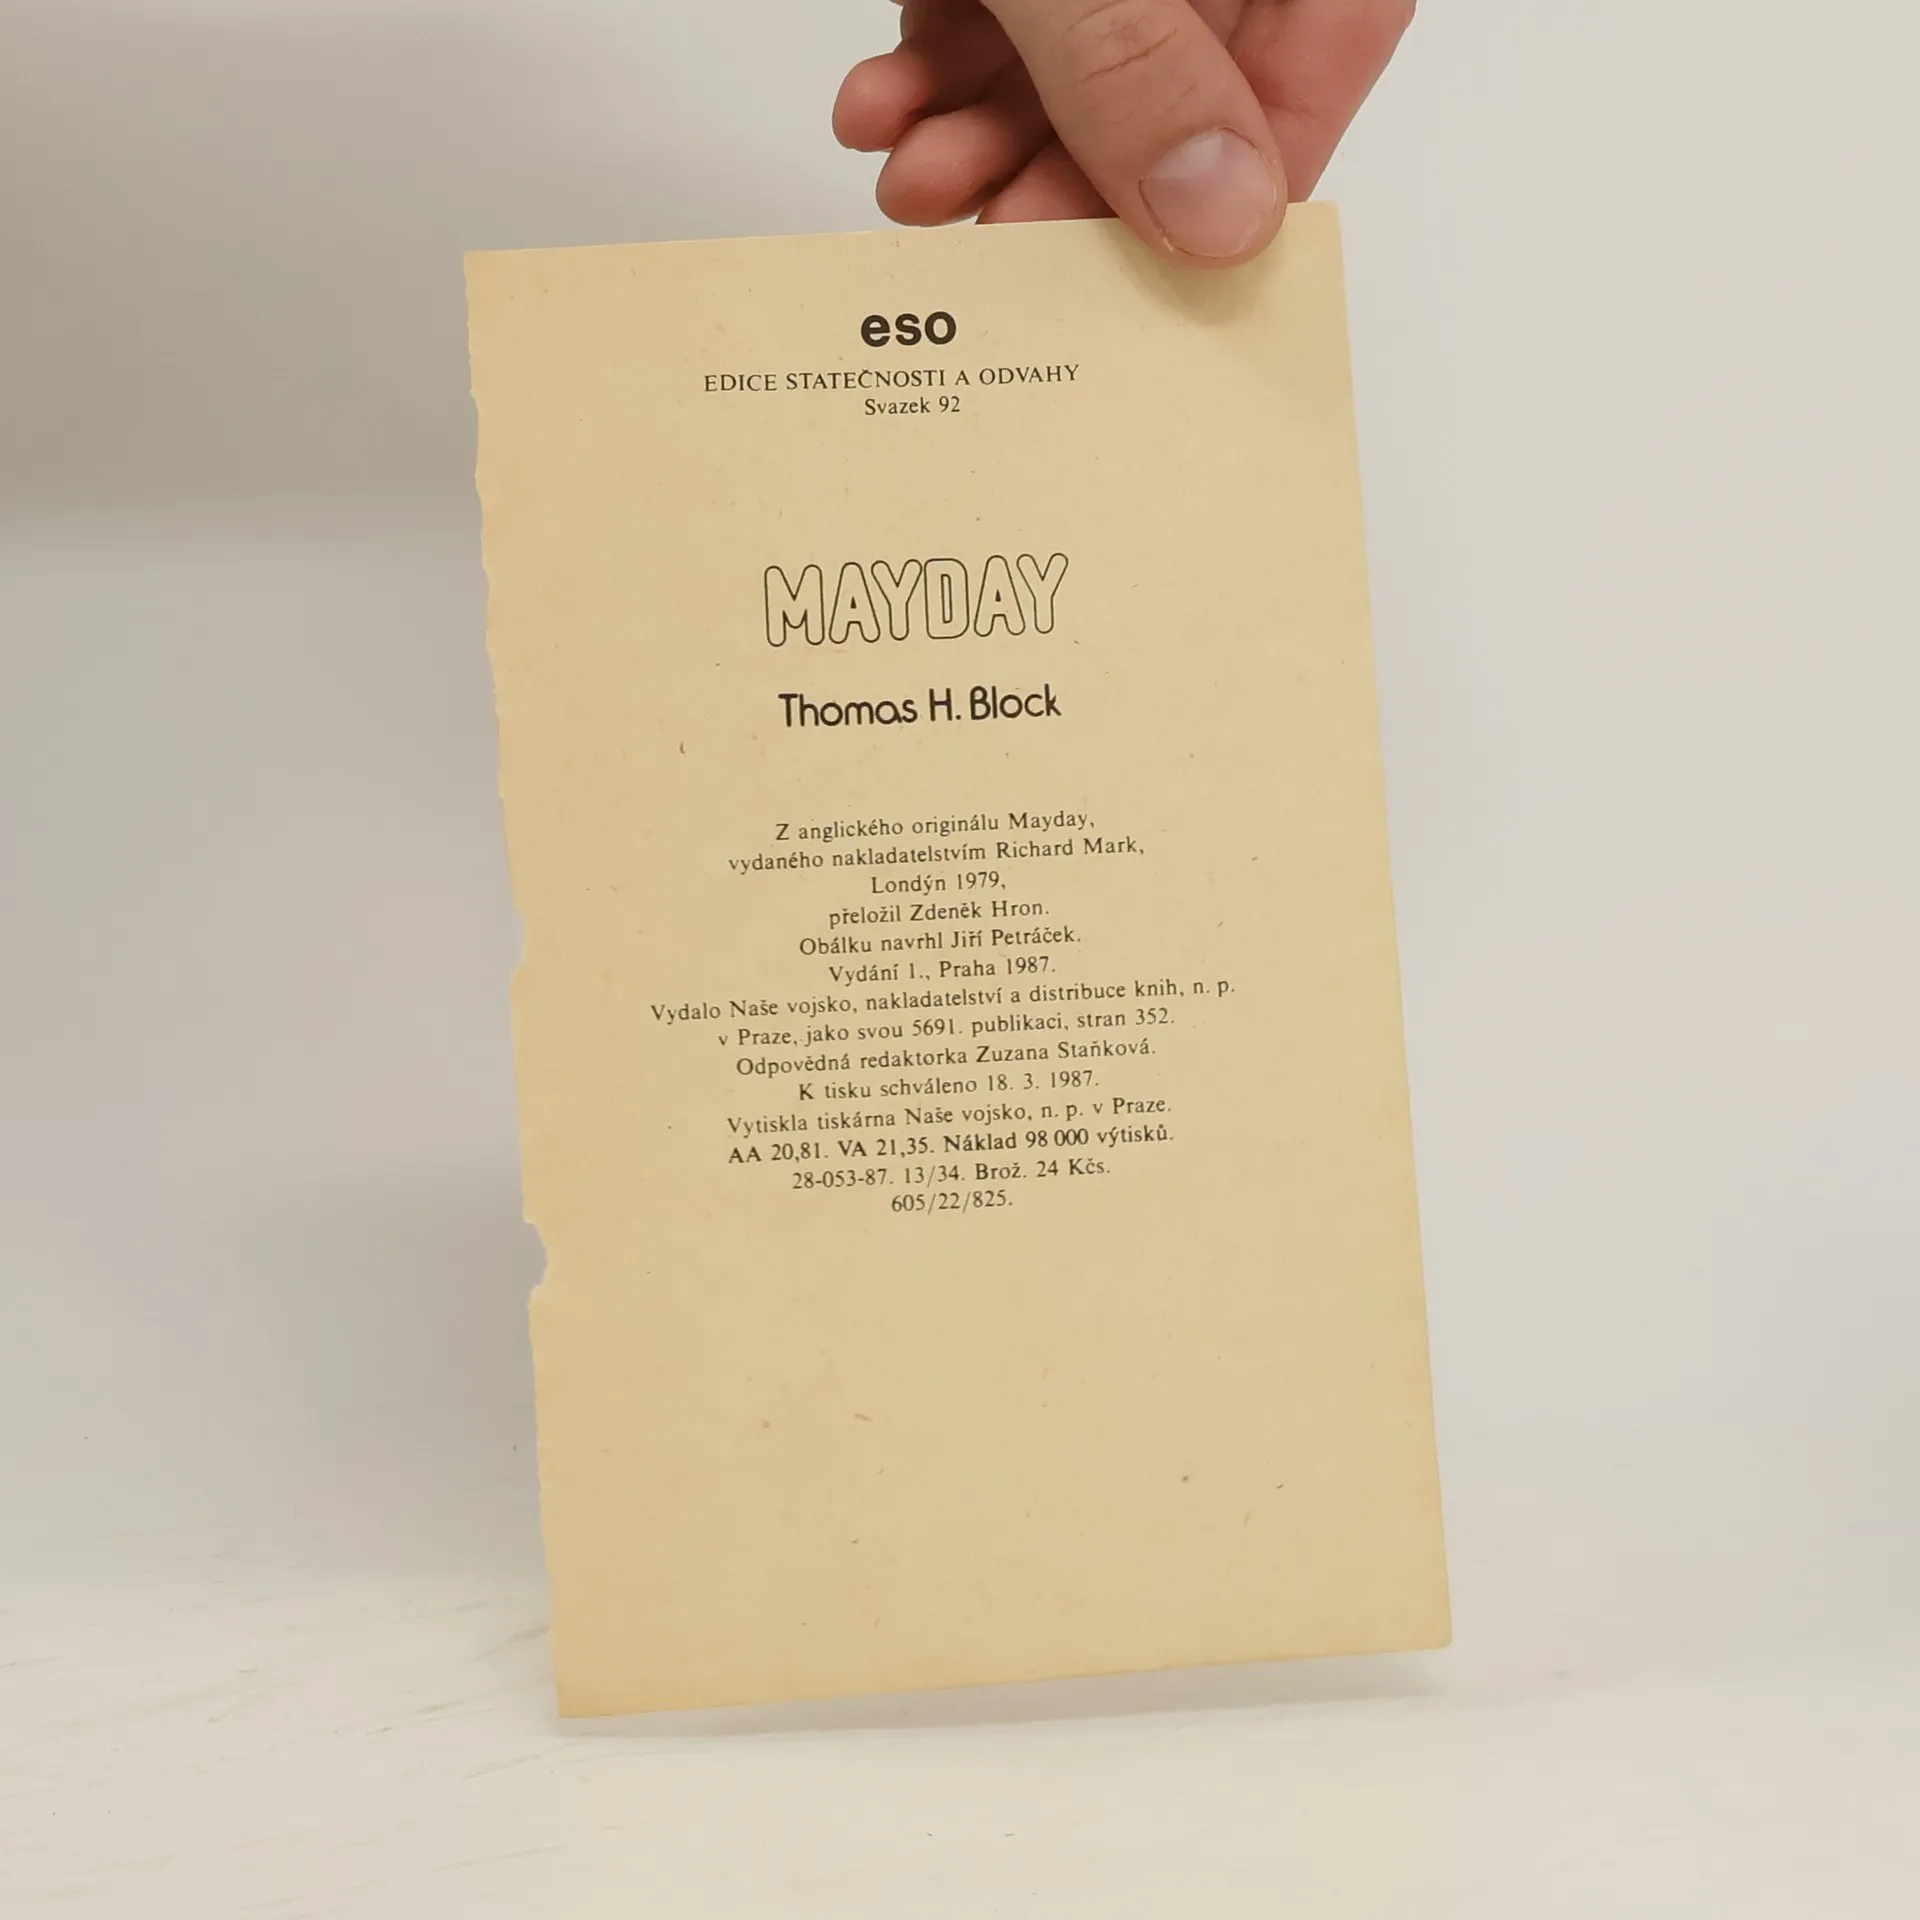 eso
EDICE STATEČNOSTI A ODVAHY
Svazek 92
MAYDAY
Thomas H. Block
Z anglického originálu Mayday,
vydaného nakladatelstvím Richard Mark,
Londýn 1979,
přeložil Zdeněk Hron.
Obálku navrhl Jiří Petráček.
Vydání 1., Praha 1987.
Vydalo Naše vojsko, nakladatelství a distribuce knih, n. p.
v Praze, jako svou 5691. publikaci, stran 352.
Odpovědná redaktorka Zuzana Staňková.
K tisku schváleno 18. 3. 1987.
Vytiskla tiskárna Naše vojsko, n. p. v Praze.
AA 20,81. VA 21,35. Náklad 98 000 výtisků.
28-053-87. 13/34. Brož. 24 Kčs.
605/22/825.